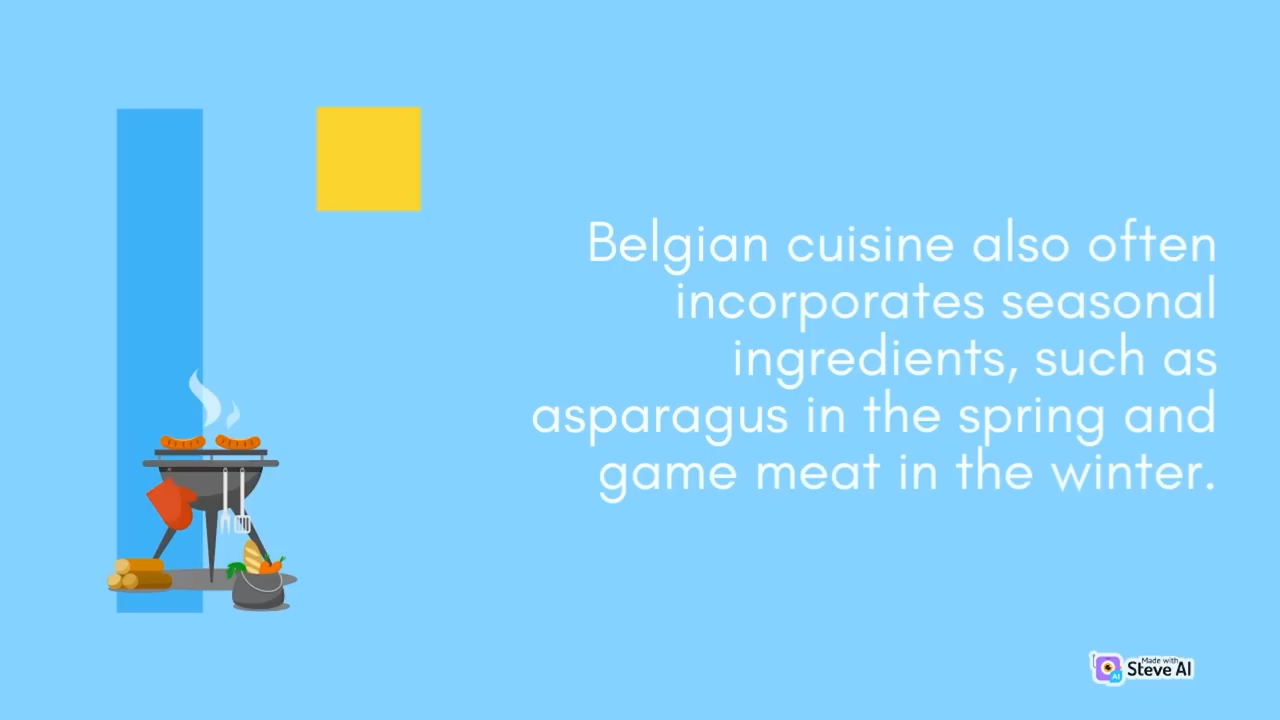 Belgian cuisine also often
incorporates seasonal
ingredients, such as
asparagus in the spring and
game meat in the winter.
Made with
Steve AI
AI